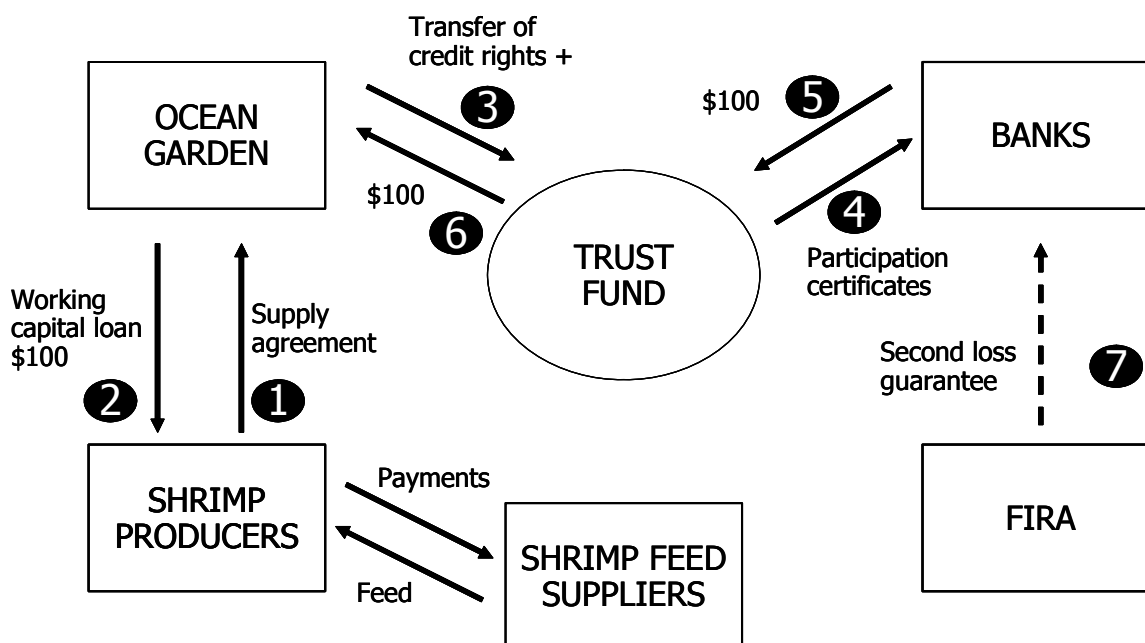 Transfer of
credit rights +
3
OCEAN
GARDEN
$100
5
BANKS
$100
6
4
TRUST
FUND
Participation
certificates
Working
capital loan
$100
2
Supply
agreement
1
Second loss
guarantee
7
SHRIMP
PRODUCERS
Payments
Feed
SHRIMP FEED
SUPPLIERS
FIRA